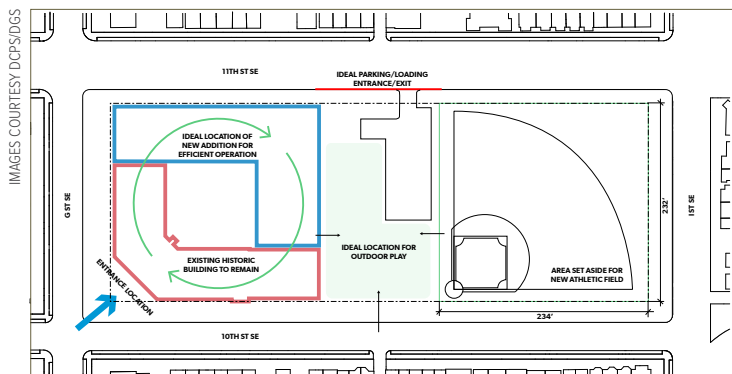 IMAGES COURTESY DCPS/DGS
11TH ST SE
IDEAL PARKING/LOADING
ENTRANCE/EXIT
IDEAL LOCATION OF
NEW ADDITION FOR
EFFICIENT OPERATION
G ST SE
232'
I ST SE
IDEAL LOCATION FOR
OUTDOOR PLAY
EXISTING HISTORIC
BUILDING TO REMAIN
AREA SET ASIDE FOR
NEW ATHLETIC FIELD
ENTRANCE LOCATION
234'
10TH ST SE